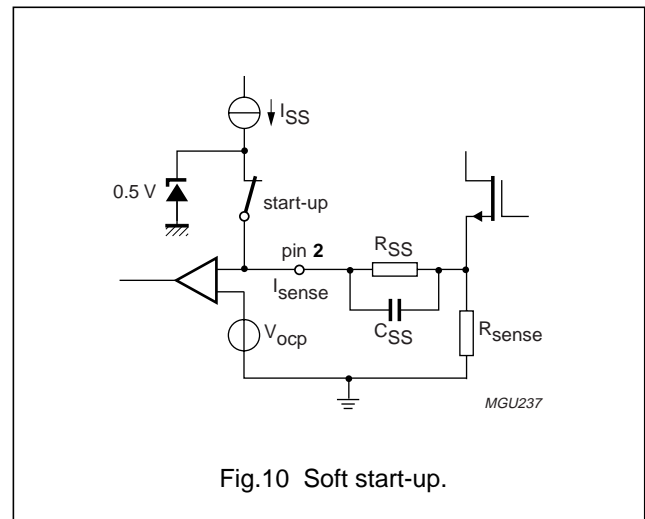 I_SS
0.5 V
start-up
pin 2
R_SS
I_sense
C_SS
V_ocp
R_sense
MGU237
Fig.10 Soft start-up.